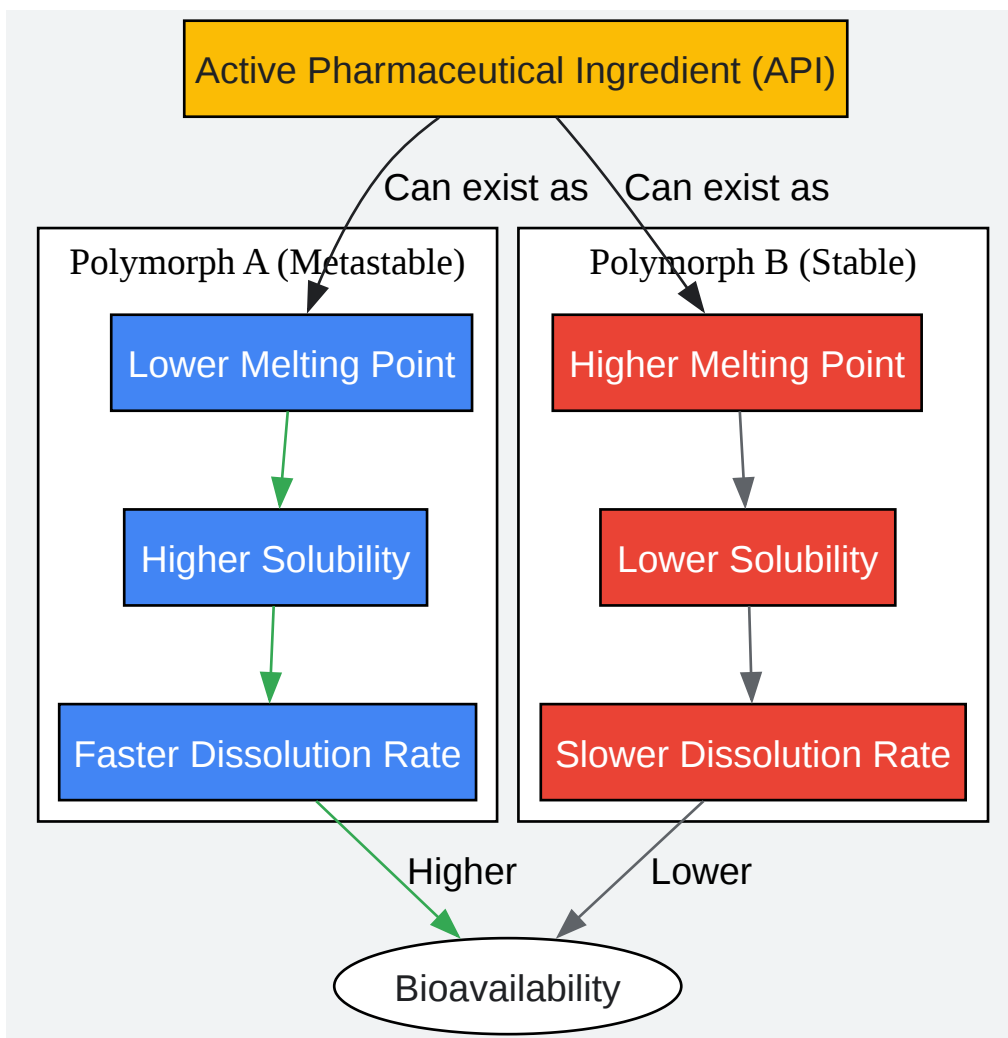 Active Pharmaceutical Ingredient (API)
Can exist as
Can exist as
Polymorph A (Metastable)
Lower Melting Point
Higher Solubility
Faster Dissolution Rate
Polymorph B (Stable)
Higher Melting Point
Lower Solubility
Slower Dissolution Rate
Higher
Lower
Bioavailability